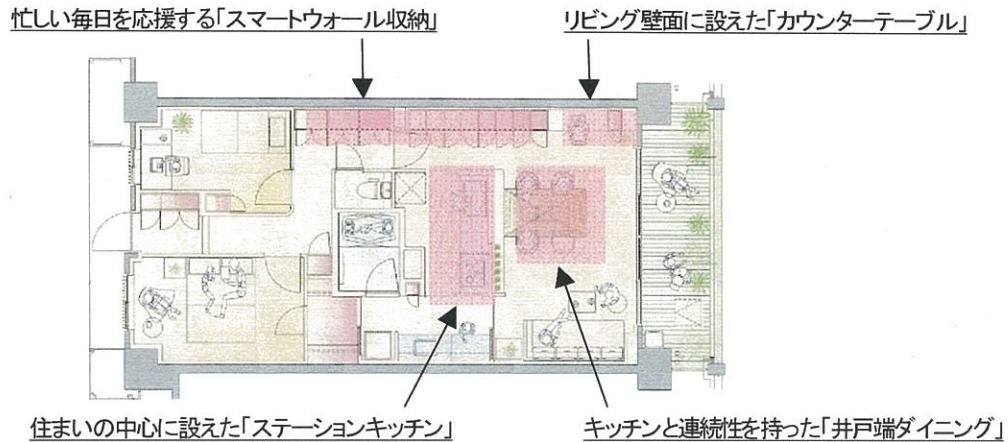 忙しい毎日を応援する「スマートウォール収納」
リビング壁面に設えた「カウンターテーブル」
住まいの中心に設えた「ステーションキッチン」
キッチンと連続性を持った「井戸端ダイニング」